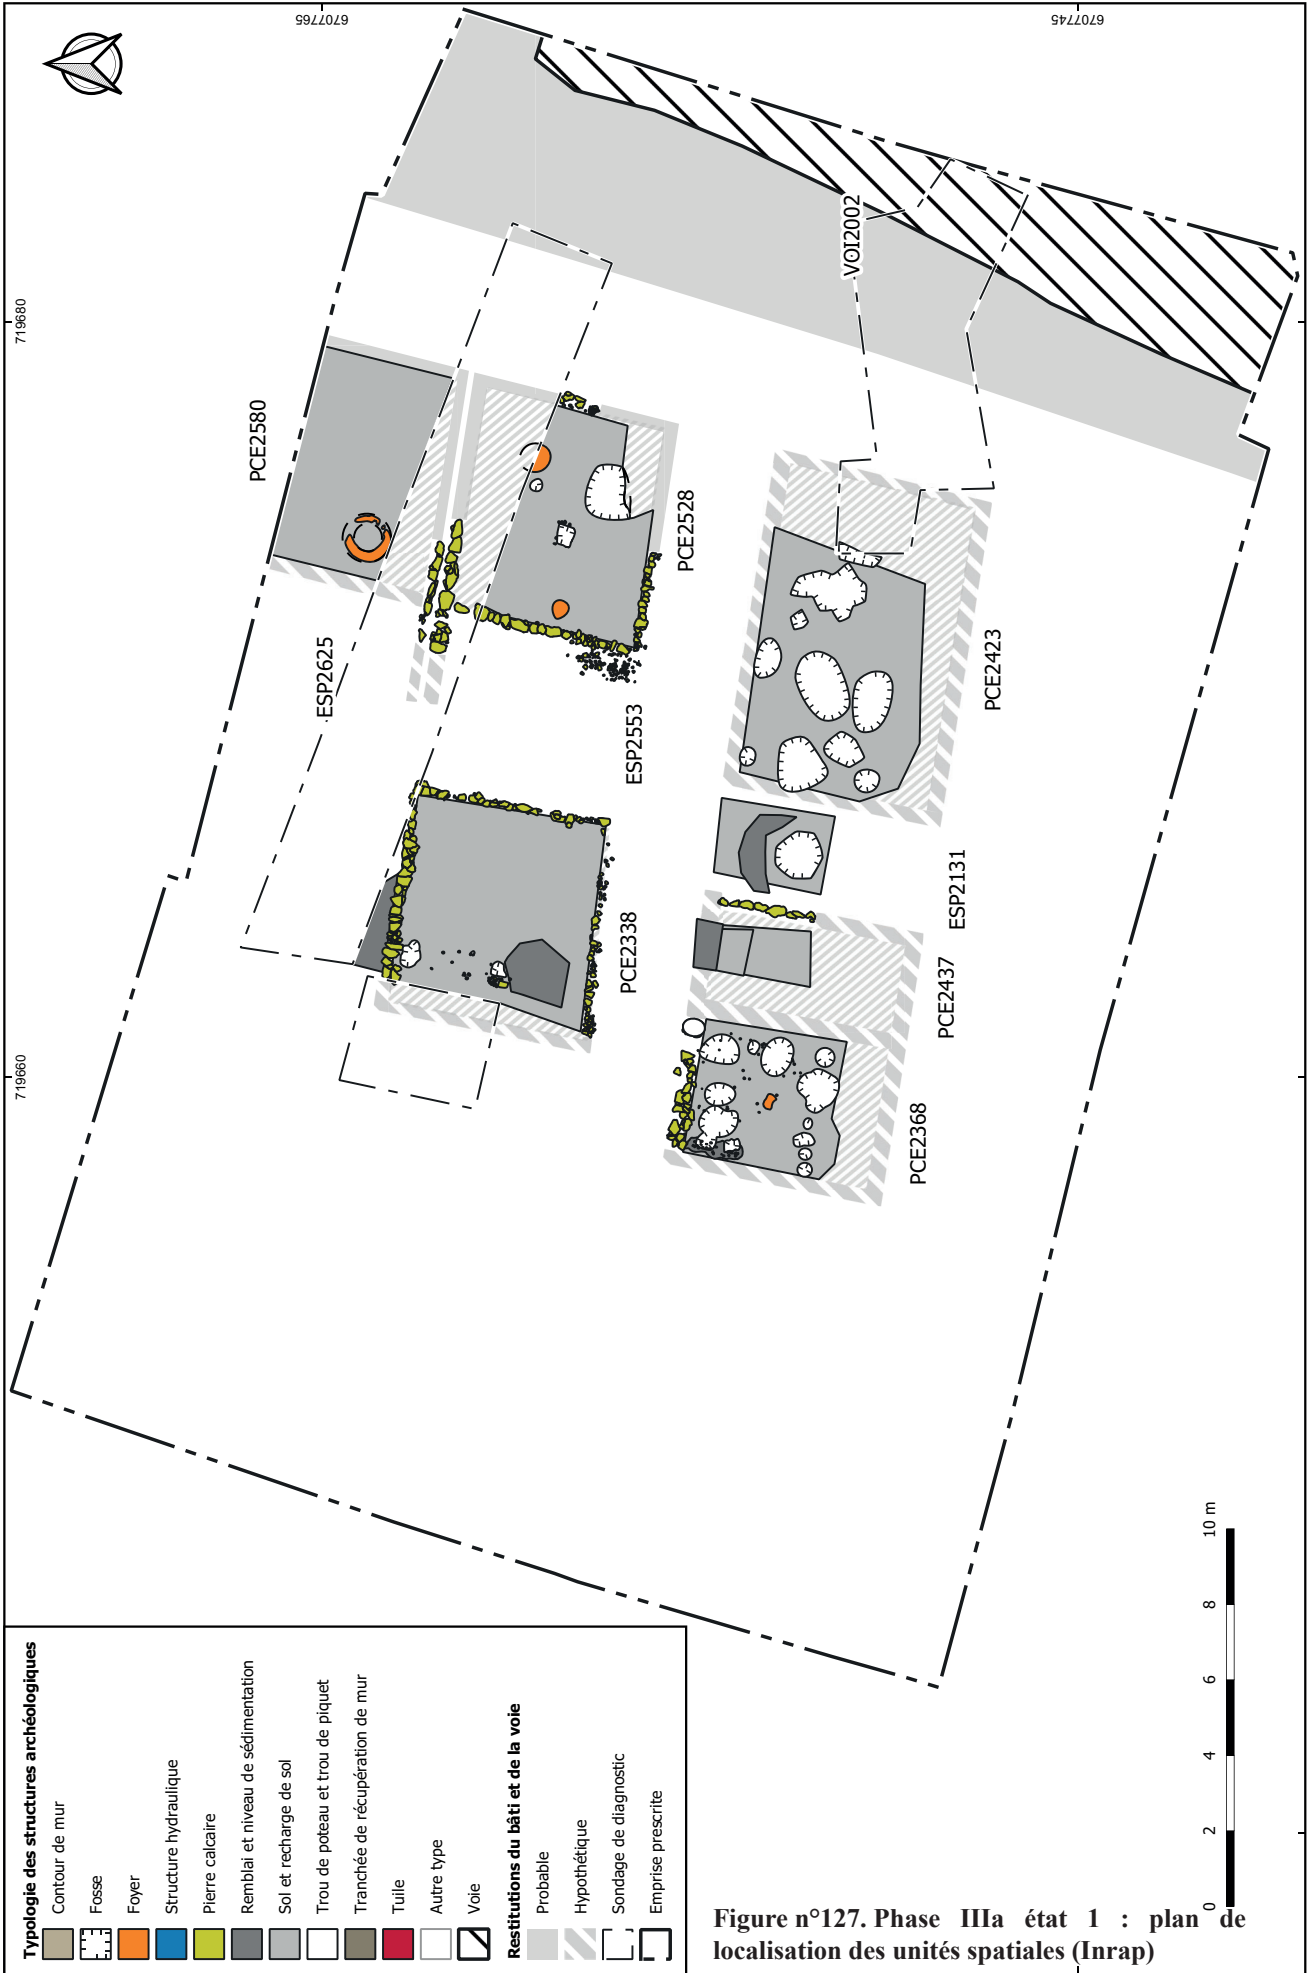 6707765
6707745
719680
719660
PCE2580
ESP2625
PCE2528
ESP2553
PCE2338
VOI2002
PCE2423
ESP2131
PCE2437
PCE2368
Typologie des structures archéologiques
Contour de mur
Fosse
Foyer
Structure hydraulique
Pierre calcaire
Remblai et niveau de sédimentation
Sol et recharge de sol
Trou de poteau et trou de piquet
Tranchée de récupération de mur
Tuile
Autre type
Voie
Restitutions du bâti et de la voie
Probable
Hypothétique
Sondage de diagnostic
Emprise prescrite
0 2 4 6 8 10 m
Figure n°127. Phase IIIa état 1 : plan de
localisation des unités spatiales (Inrap)